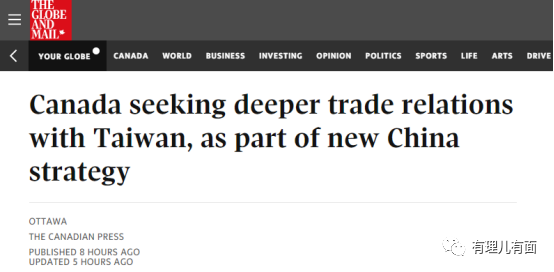 THE
GLOBE
AND
MAIL
YOUR GLOBE CANADA WORLD BUSINESS INVESTING OPINION POLITICS SPORTS LIFE ARTS DRIVE
Canada seeking deeper trade relations
with Taiwan, as part of new China
strategy
OTTAWA
THE CANADIAN PRESS
PUBLISHED 8 HOURS AGO
UPDATED 5 HOURS AGO
有理儿有面